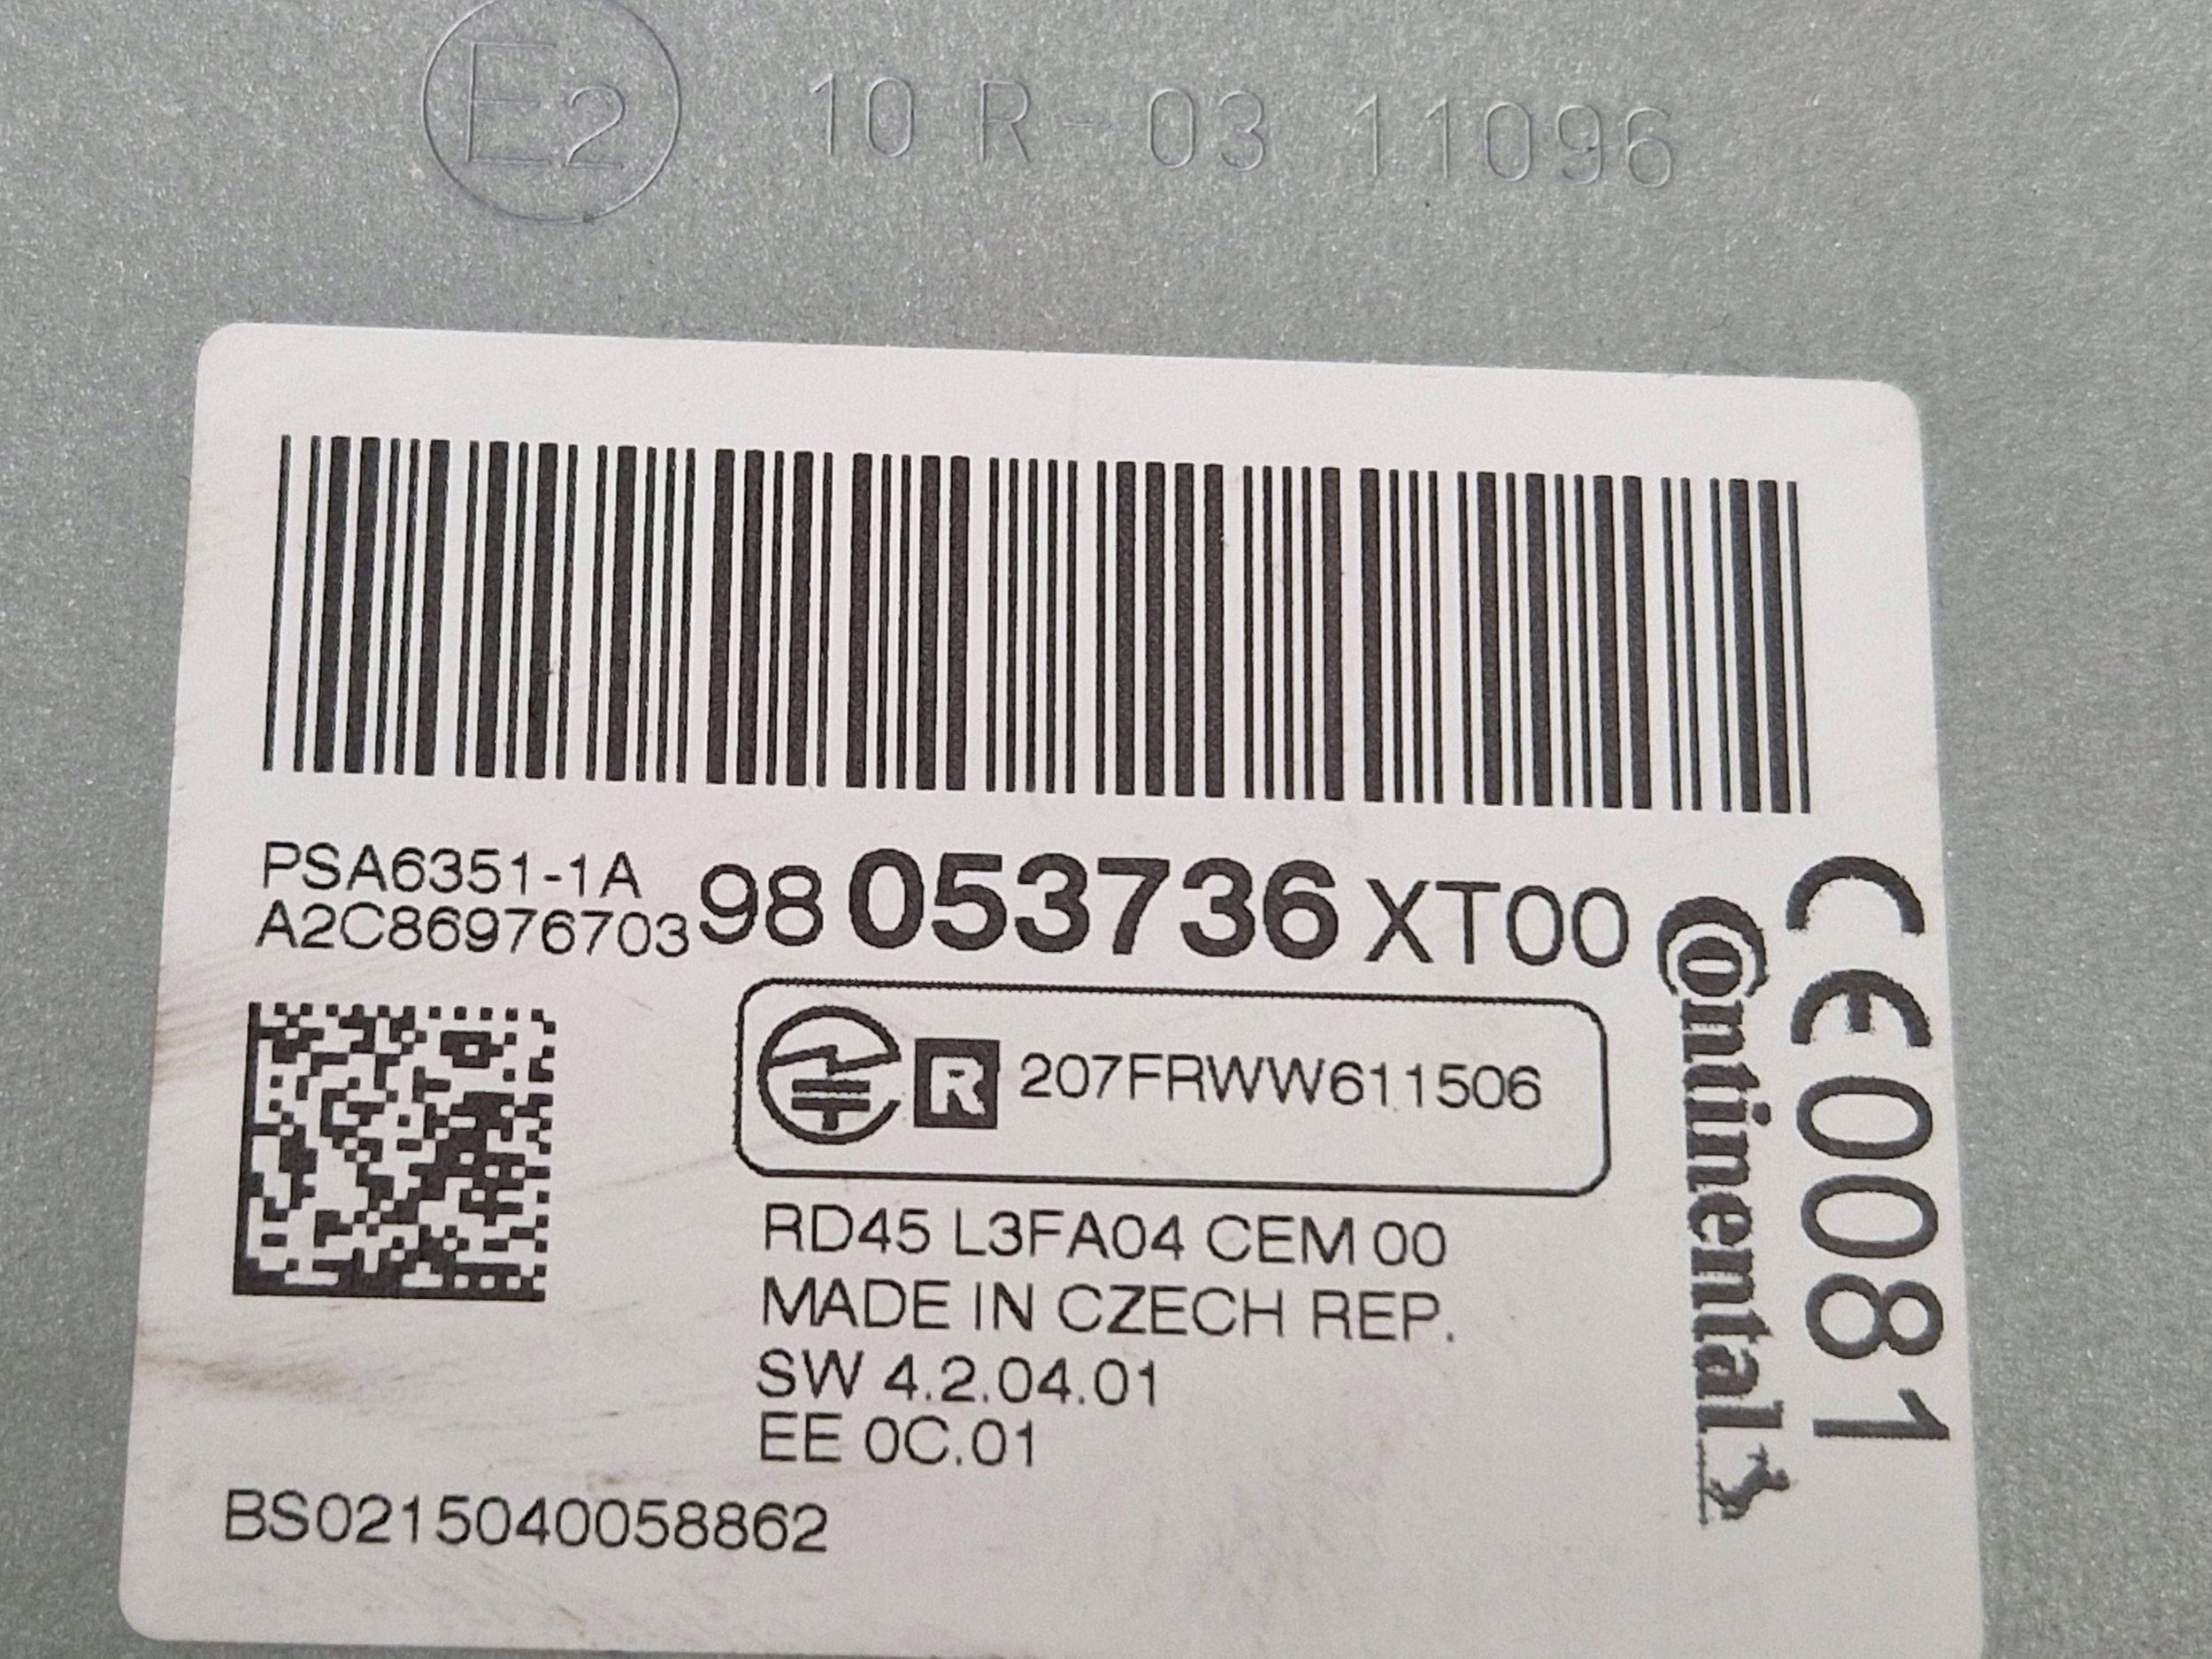 E2 10 R - 03 11096
PSA6351-1A
A2C86976703
98 053736 XT00
R 207FRWW611506
RD45 L3FA04 CEM 00
MADE IN CZECH REP.
SW 4.2.04.01
EE 0C.01
BS0215040058862
Continental
CE0081